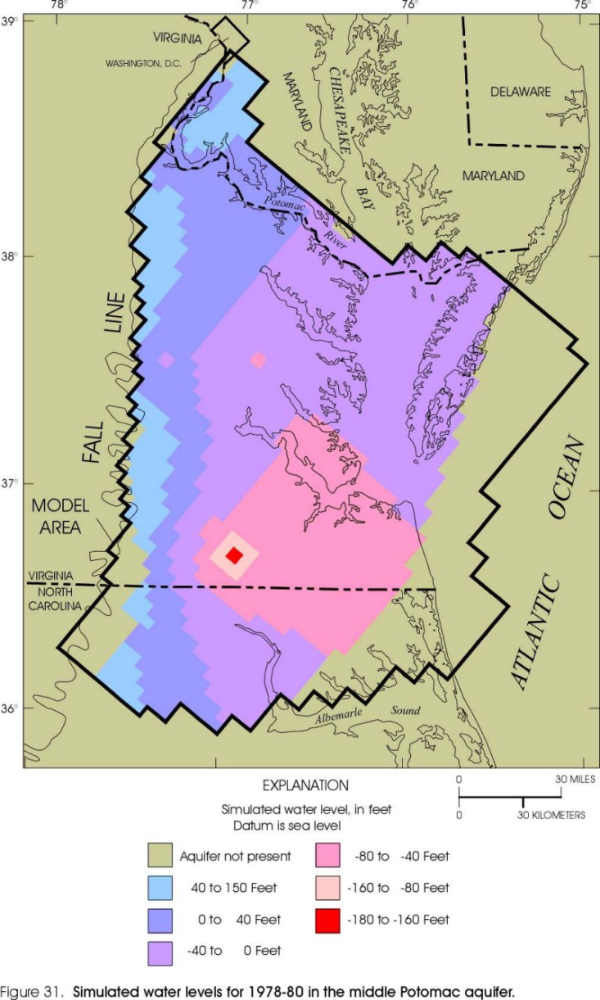 78° 77° 76° 75°
39°
VIRGINIA
WASHINGTON, D.C.
MARYLAND
CHESAPEAKE
BAY
DELAWARE
MARYLAND
Potomac
River
38°
FALL LINE
37°
MODEL
AREA
VIRGINIA
NORTH
CAROLINA
ATLANTIC OCEAN
36°
Albemarle Sound
EXPLANATION
Simulated water level, in feet
Datum is sea level
0 30 MILES
0 30 KILOMETERS
Aquifer not present
40 to 150 Feet
0 to 40 Feet
-40 to 0 Feet
-80 to -40 Feet
-160 to -80 Feet
-180 to -160 Feet
Figure 31. Simulated water levels for 1978-80 in the middle Potomac aquifer.